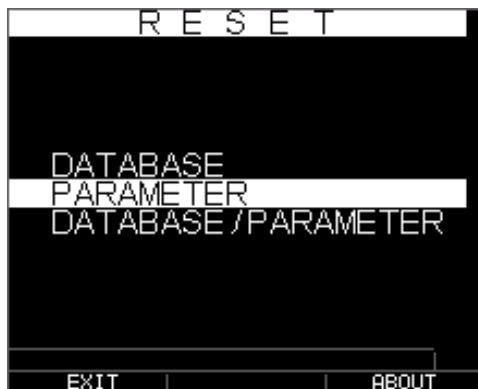 R E S E T
DATABASE
PARAMETER
DATABASE/PARAMETER
EXIT ABOUT